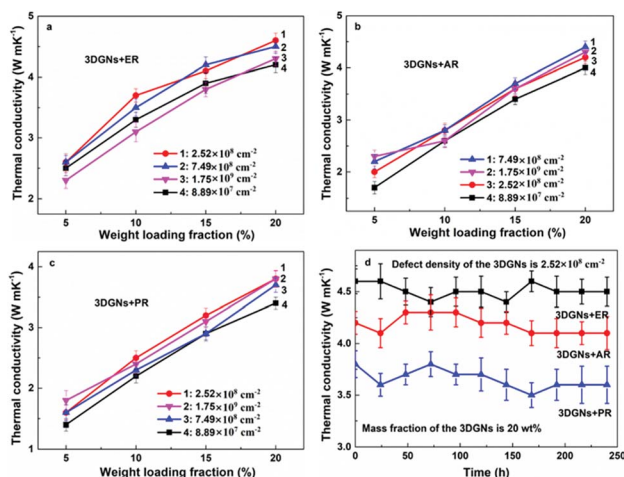 a
3DGNs+ER
1
2
3
4
1: 2.52×10⁸ cm⁻²
2: 7.49×10⁸ cm⁻²
3: 1.75×10⁹ cm⁻²
4: 8.89×10⁷ cm⁻²
5
4
3
2
5 10 15 20
Thermal conductivity (W mK⁻¹)
Weight loading fraction (%)
b
3DGNs+AR
1
2
3
4
1: 7.49×10⁸ cm⁻²
2: 1.75×10⁹ cm⁻²
3: 2.52×10⁸ cm⁻²
4: 8.89×10⁷ cm⁻²
5
4
3
2
5 10 15 20
Thermal conductivity (W mK⁻¹)
Weight loading fraction (%)
c
3DGNs+PR
1
2
3
4
1: 2.52×10⁸ cm⁻²
2: 1.75×10⁹ cm⁻²
3: 7.49×10⁸ cm⁻²
4: 8.89×10⁷ cm⁻²
5
4
3
2
1
5 10 15 20
Thermal conductivity (W mK⁻¹)
Weight loading fraction (%)
d
Defect density of the 3DGNs is 2.52×10⁸ cm⁻²
3DGNs+ER
3DGNs+AR
3DGNs+PR
Mass fraction of the 3DGNs is 20 wt%
5.0
4.5
4.0
3.5
3.0
0 50 100 150 200 250
Thermal conductivity (W mK⁻¹)
Time (h)